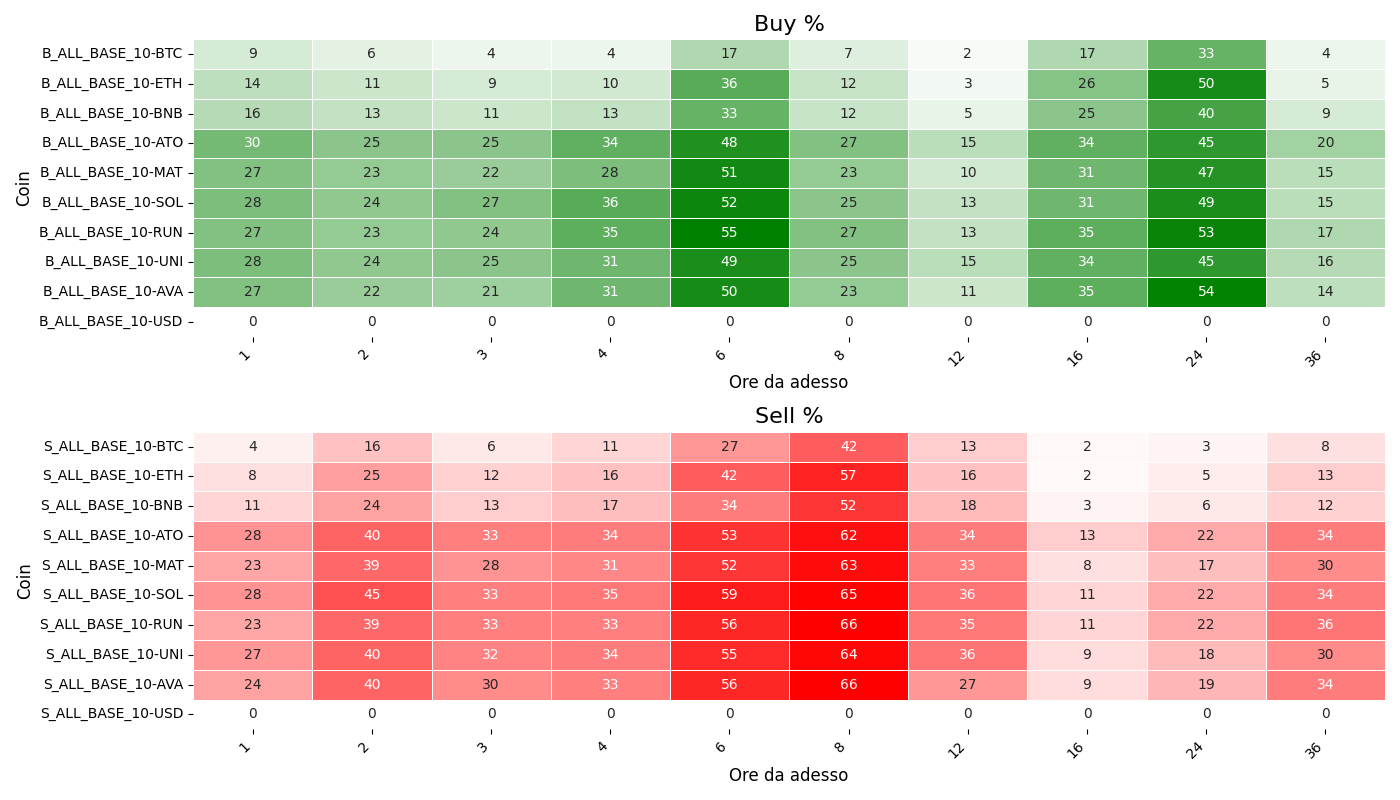 Buy %
Coin
B_ALL_BASE_10-BTC 9 6 4 4 17 7 2 17 33 4
B_ALL_BASE_10-ETH 14 11 9 10 36 12 3 26 50 5
B_ALL_BASE_10-BNB 16 13 11 13 33 12 5 25 40 9
B_ALL_BASE_10-ATO 30 25 25 34 48 27 15 34 45 20
B_ALL_BASE_10-MAT 27 23 22 28 51 23 10 31 47 15
B_ALL_BASE_10-SOL 28 24 27 36 52 25 13 31 49 15
B_ALL_BASE_10-RUN 27 23 24 35 55 27 13 35 53 17
B_ALL_BASE_10-UNI 28 24 25 31 49 25 15 34 45 16
B_ALL_BASE_10-AVA 27 22 21 31 50 23 11 35 54 14
B_ALL_BASE_10-USD 0 0 0 0 0 0 0 0 0 0
1 2 3 4 6 8 12 16 24 36
Ore da adesso
Sell %
Coin
S_ALL_BASE_10-BTC 4 16 6 11 27 42 13 2 3 8
S_ALL_BASE_10-ETH 8 25 12 16 42 57 16 2 5 13
S_ALL_BASE_10-BNB 11 24 13 17 34 52 18 3 6 12
S_ALL_BASE_10-ATO 28 40 33 34 53 62 34 13 22 34
S_ALL_BASE_10-MAT 23 39 28 31 52 63 33 8 17 30
S_ALL_BASE_10-SOL 28 45 33 35 59 65 36 11 22 34
S_ALL_BASE_10-RUN 23 39 33 33 56 66 35 11 22 36
S_ALL_BASE_10-UNI 27 40 32 34 55 64 36 9 18 30
S_ALL_BASE_10-AVA 24 40 30 33 56 66 27 9 19 34
S_ALL_BASE_10-USD 0 0 0 0 0 0 0 0 0 0
1 2 3 4 6 8 12 16 24 36
Ore da adesso